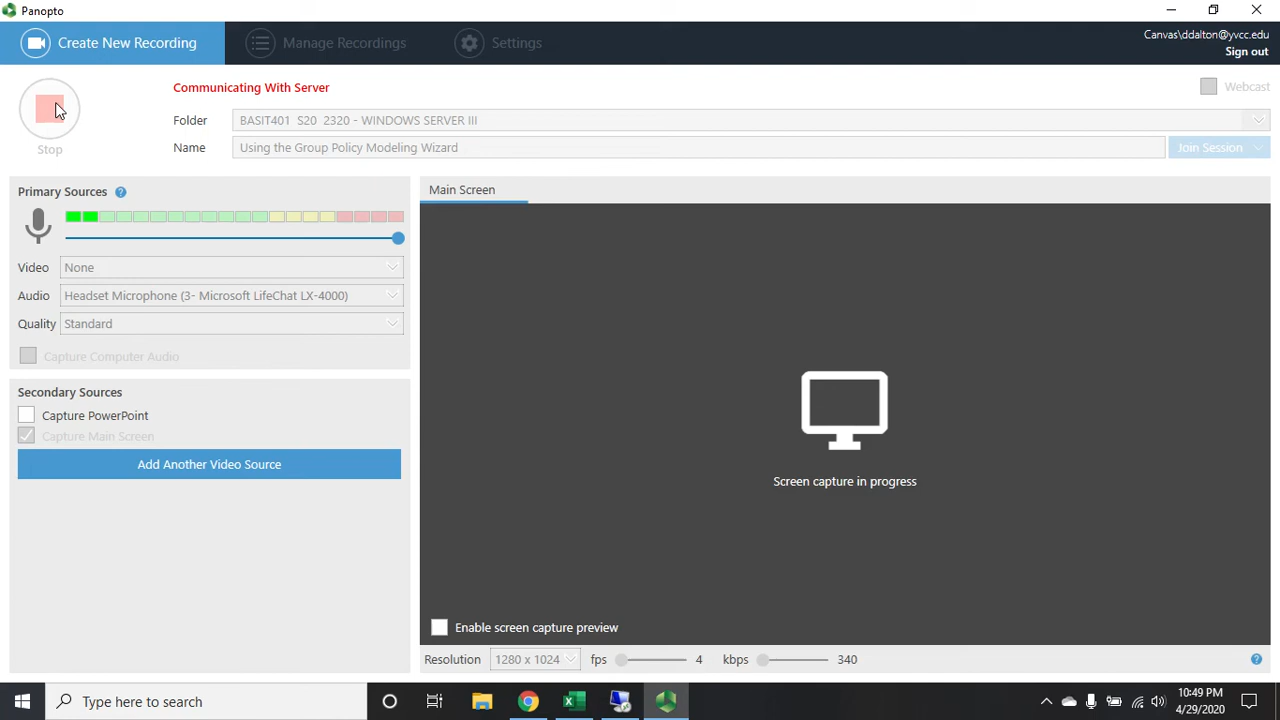 Panopto
Create New Recording
Manage Recordings
Settings
Canvas\ddalton@yvcc.edu
Sign out
Communicating With Server
Webcast
Folder
BASIT401 S20 2320 - WINDOWS SERVER III
Name
Using the Group Policy Modeling Wizard
Join Session
Stop
Primary Sources ?
Main Screen
Video
None
Audio
Headset Microphone (3- Microsoft LifeChat LX-4000)
Quality
Standard
Capture Computer Audio
Secondary Sources
Capture PowerPoint
Capture Main Screen
Add Another Video Source
Screen capture in progress
Enable screen capture preview
Resolution
1280 x 1024
fps
4
kbps
340
?
Type here to search
10:49 PM
4/29/2020